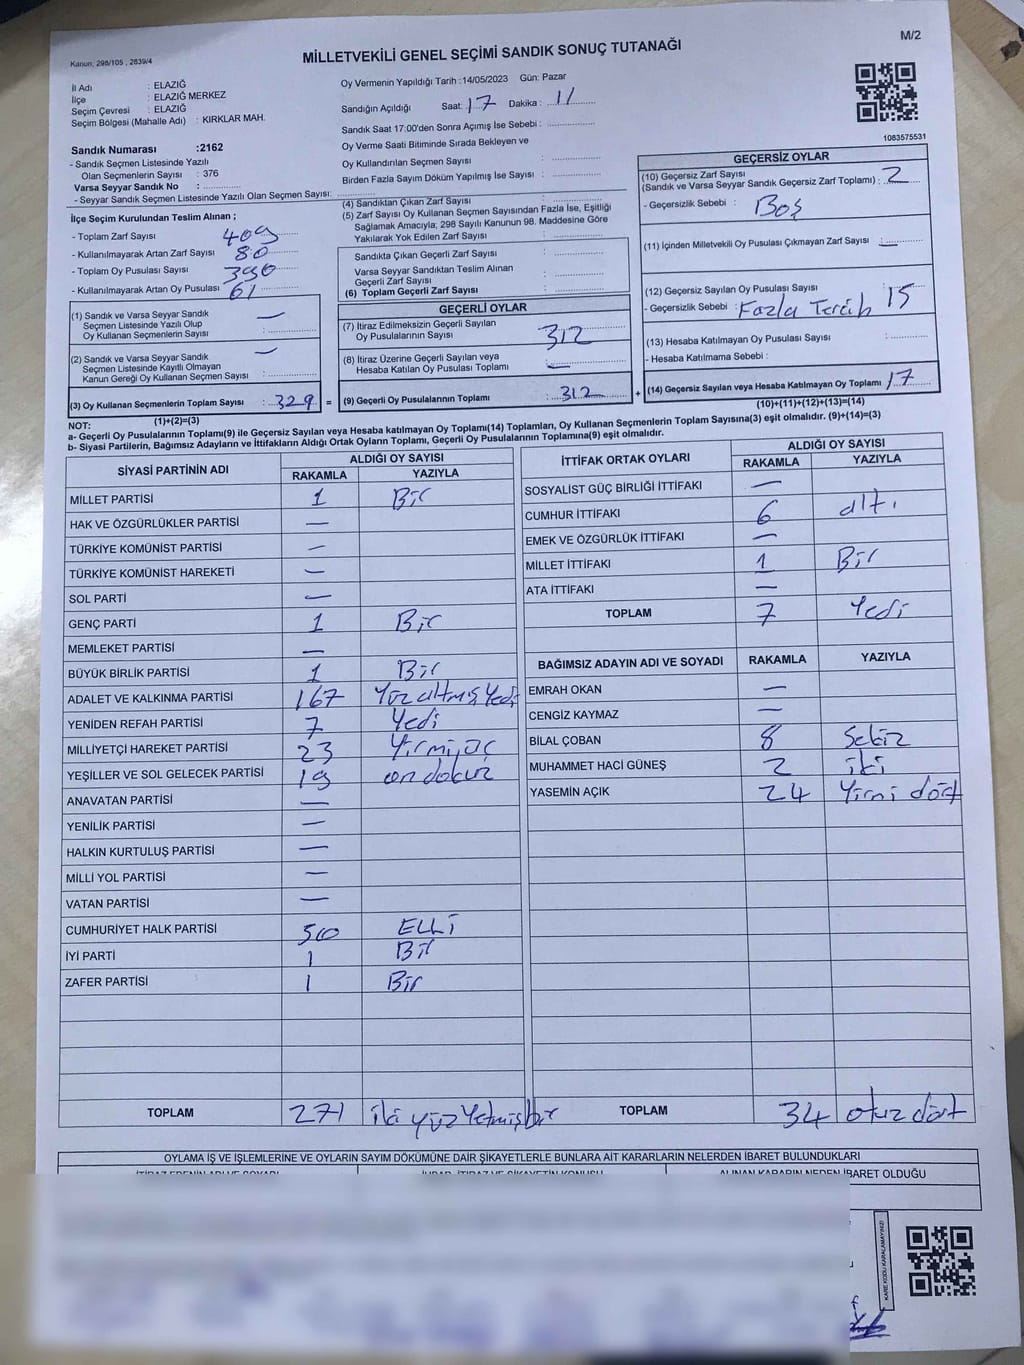 M/2
Kanun, 298/105 , 2839/4
MİLLETVEKİLİ GENEL SEÇİMİ SANDIK SONUÇ TUTANAĞI
İl Adı : ELAZIĞ
İlçe : ELAZIĞ MERKEZ
Seçim Çevresi : ELAZIĞ
Seçim Bölgesi (Mahalle Adı) : KIRKLAR MAH.
Sandık Numarası :2162
- Sandık Seçmen Listesinde Yazılı
Olan Seçmenlerin Sayısı : 376
Varsa Seyyar Sandık No :
- Seyyar Sandık Seçmen Listesinde Yazılı Olan Seçmen Sayısı:
Oy Vermenin Yapıldığı Tarih :14/05/2023 Gün: Pazar
Sandığın Açıldığı Saat: 17 Dakika : 11
Sandık Saat 17:00'den Sonra Açımış İse Sebebi :
Oy Verme Saati Bitiminde Sırada Bekleyen ve
Oy Kullandırılan Seçmen Sayısı :
Birden Fazla Sayım Döküm Yapılmış İse Sayısı :
1083575531
İlçe Seçim Kurulundan Teslim Alınan ;
- Toplam Zarf Sayısı 409
- Kullanılmayarak Artan Zarf Sayısı 80
- Toplam Oy Pusulası Sayısı 390
- Kullanılmayarak Artan Oy Pusulası 61
(1) Sandık ve Varsa Seyyar Sandık
Seçmen Listesinde Yazılı Olup
Oy Kullanan Seçmenlerin Sayısı : —
(2) Sandık ve Varsa Seyyar Sandık
Seçmen Listesinde Kayıtlı Olmayan
Kanun Gereği Oy Kullanan Seçmen Sayısı : —
(3) Oy Kullanan Seçmenlerin Toplam Sayısı : 329 =
(1)+(2)=(3)
(4) Sandıktan Çıkan Zarf Sayısı :
(5) Zarf Sayısı Oy Kullanan Seçmen Sayısından Fazla İse, Eşitliği
Sağlamak Amacıyla, 298 Sayılı Kanunun 98. Maddesine Göre
Yakılarak Yok Edilen Zarf Sayısı :
Sandıkta Çıkan Geçerli Zarf Sayısı :
Varsa Seyyar Sandıktan Teslim Alınan
Geçerli Zarf Sayısı :
(6) Toplam Geçerli Zarf Sayısı :
GEÇERLİ OYLAR
(7) İtiraz Edilmeksizin Geçerli Sayılan
Oy Pusulalarının Sayısı : 312
(8) İtiraz Üzerine Geçerli Sayılan veya
Hesaba Katılan Oy Pusulası Toplamı : —
(9) Geçerli Oy Pusulalarının Toplamı : 312 +
GEÇERSİZ OYLAR
(10) Geçersiz Zarf Sayısı
(Sandık ve Varsa Seyyar Sandık Geçersiz Zarf Toplamı) : 2
- Geçersizlik Sebebi : Boş
(11) İçinden Milletvekili Oy Pusulası Çıkmayan Zarf Sayısı : —
(12) Geçersiz Sayılan Oy Pusulası Sayısı : 15
- Geçersizlik Sebebi : Fazla Tercih
(13) Hesaba Katılmayan Oy Pusulası Sayısı :
- Hesaba Katılmama Sebebi :
(14) Geçersiz Sayılan veya Hesaba Katılmayan Oy Toplamı : 17
(10)+(11)+(12)+(13)=(14)
NOT:
a- Geçerli Oy Pusulalarının Toplamı(9) ile Geçersiz Sayılan veya Hesaba katılmayan Oy Toplamı(14) Toplamları, Oy Kullanan Seçmenlerin Toplam Sayısına(3) eşit olmalıdır. (9)+(14)=(3)
b- Siyasi Partilerin, Bağımsız Adayların ve İttifakların Aldığı Ortak Oyların Toplamı, Geçerli Oy Pusulalarının Toplamına(9) eşit olmalıdır.
SİYASİ PARTİNİN ADI ALDIĞI OY SAYISI
RAKAMLA YAZIYLA
MİLLET PARTİSİ 1 Bir
HAK VE ÖZGÜRLÜKLER PARTİSİ —
TÜRKİYE KOMÜNİST PARTİSİ —
TÜRKİYE KOMÜNİST HAREKETİ —
SOL PARTİ —
GENÇ PARTİ 1 Bir
MEMLEKET PARTİSİ —
BÜYÜK BİRLİK PARTİSİ 1 Bir
ADALET VE KALKINMA PARTİSİ 167 Yüz altmış Yedi
YENİDEN REFAH PARTİSİ 7 Yedi
MİLLİYETÇİ HAREKET PARTİSİ 23 Yirmi üç
YEŞİLLER VE SOL GELECEK PARTİSİ 19 on dokuz
ANAVATAN PARTİSİ —
YENİLİK PARTİSİ —
HALKIN KURTULUŞ PARTİSİ —
MİLLİ YOL PARTİSİ —
VATAN PARTİSİ —
CUMHURİYET HALK PARTİSİ 50 ELLİ
İYİ PARTİ 1 Bir
ZAFER PARTİSİ 1 Bir
TOPLAM 271 iki yüz Yetmiş bir
İTTİFAK ORTAK OYLARI ALDIĞI OY SAYISI
RAKAMLA YAZIYLA
SOSYALİST GÜÇ BİRLİĞİ İTTİFAKI —
CUMHUR İTTİFAKI 6 altı
EMEK VE ÖZGÜRLÜK İTTİFAKI —
MİLLET İTTİFAKI 1 Bir
ATA İTTİFAKI —
TOPLAM 7 Yedi
BAĞIMSIZ ADAYIN ADI VE SOYADI RAKAMLA YAZIYLA
EMRAH OKAN —
CENGİZ KAYMAZ —
BİLAL ÇOBAN 8 Sekiz
MUHAMMET HACI GÜNEŞ 2 iki
YASEMİN AÇIK 24 Yirmi dört
TOPLAM 34 otuz dört
OYLAMA İŞ VE İŞLEMLERİNE VE OYLARIN SAYIM DÖKÜMÜNE DAİR ŞİKAYETLERLE BUNLARA AİT KARARLARIN NELERDEN İBARET BULUNDUKLARI
ALINAN KARARIN NEDEN İBARET OLDUĞU
KARE KODU KARALAMAYINIZ!